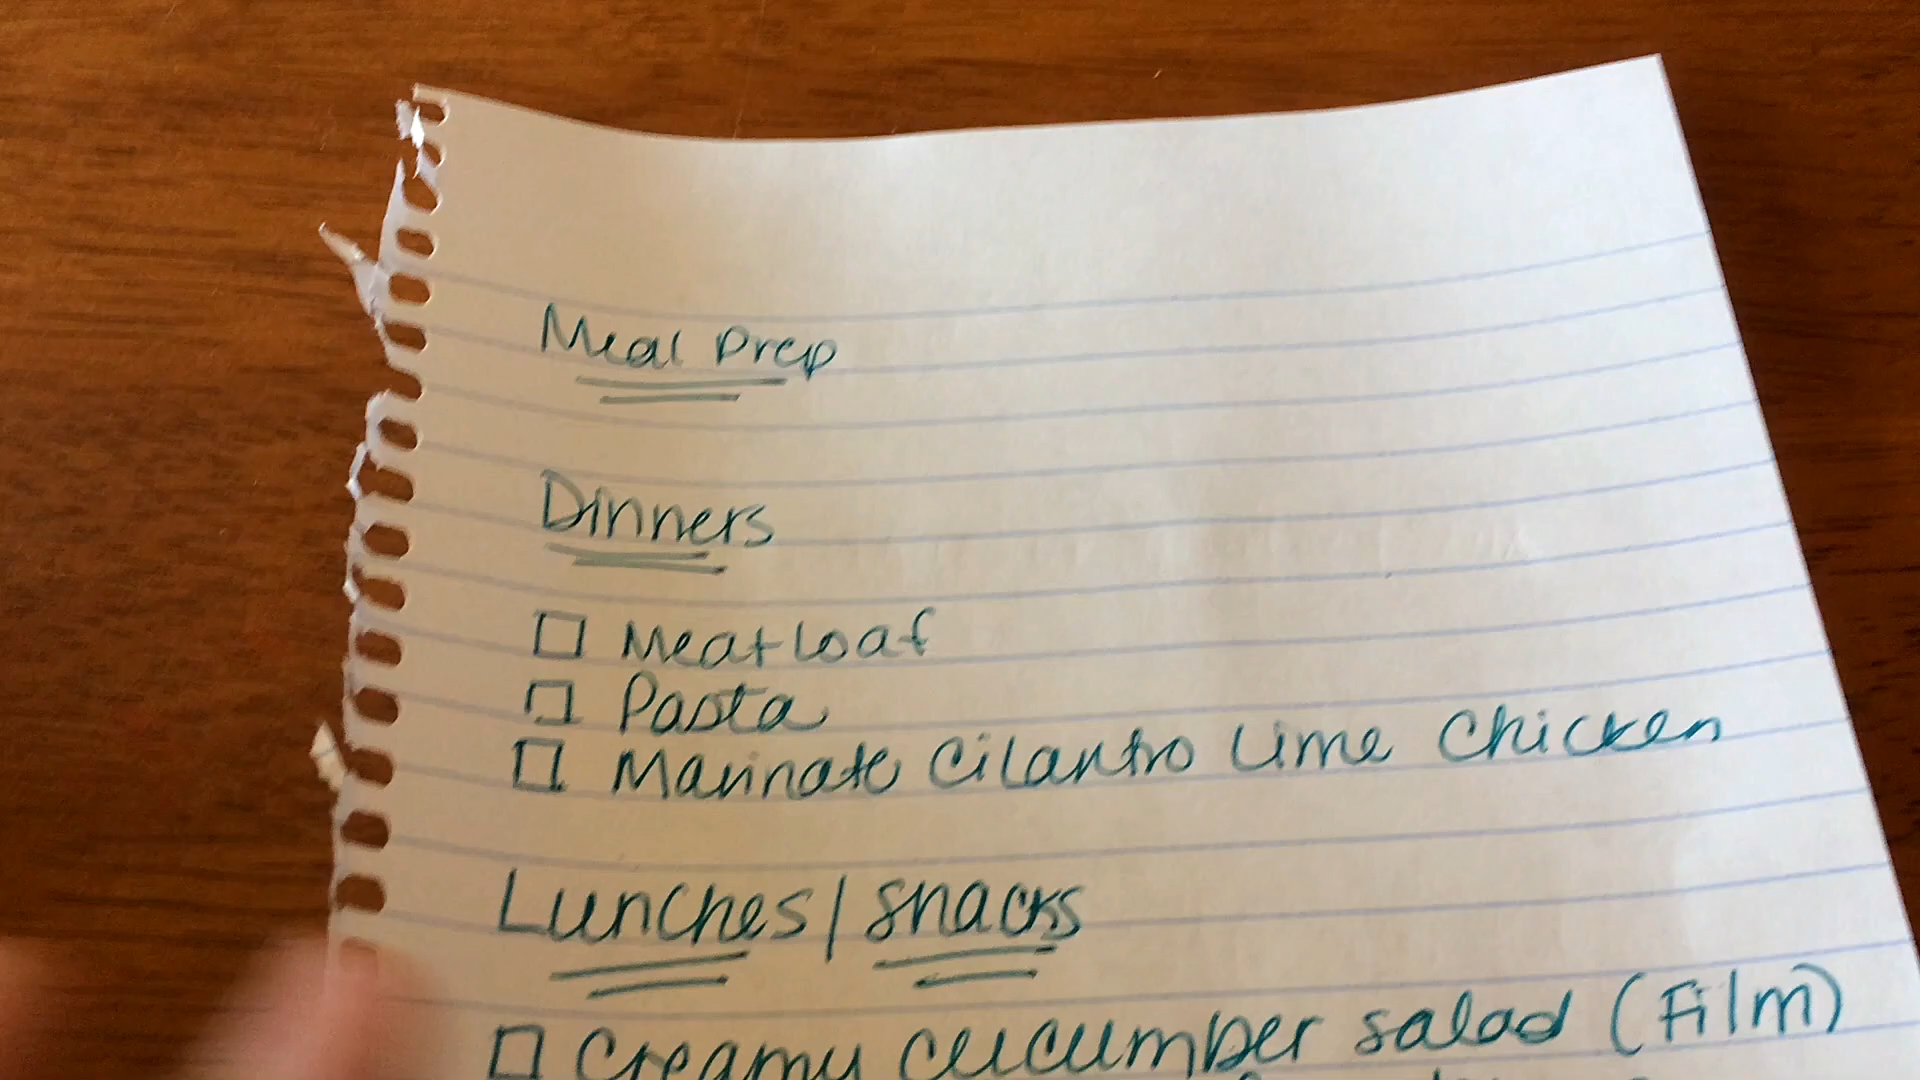 Meal Prep
Dinners
☐ Meatloaf
☐ Pasta
☐ Marinate Cilantro Lime Chicken
Lunches/Snacks
☐ Creamy cucumber salad (Film)